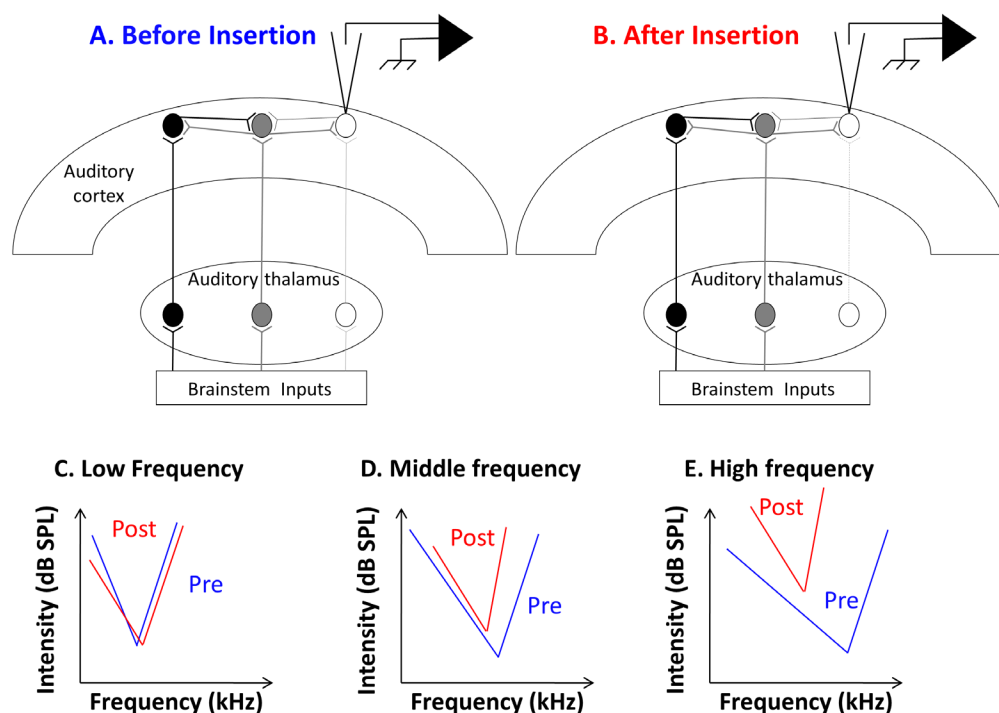 A. Before Insertion
B. After Insertion
Auditory
cortex
Auditory thalamus
Brainstem Inputs
Auditory thalamus
Brainstem Inputs
C. Low Frequency
Intensity (dB SPL)
Post
Pre
Frequency (kHz)
D. Middle frequency
Intensity (dB SPL)
Post
Pre
Frequency (kHz)
E. High frequency
Intensity (dB SPL)
Post
Pre
Frequency (kHz)